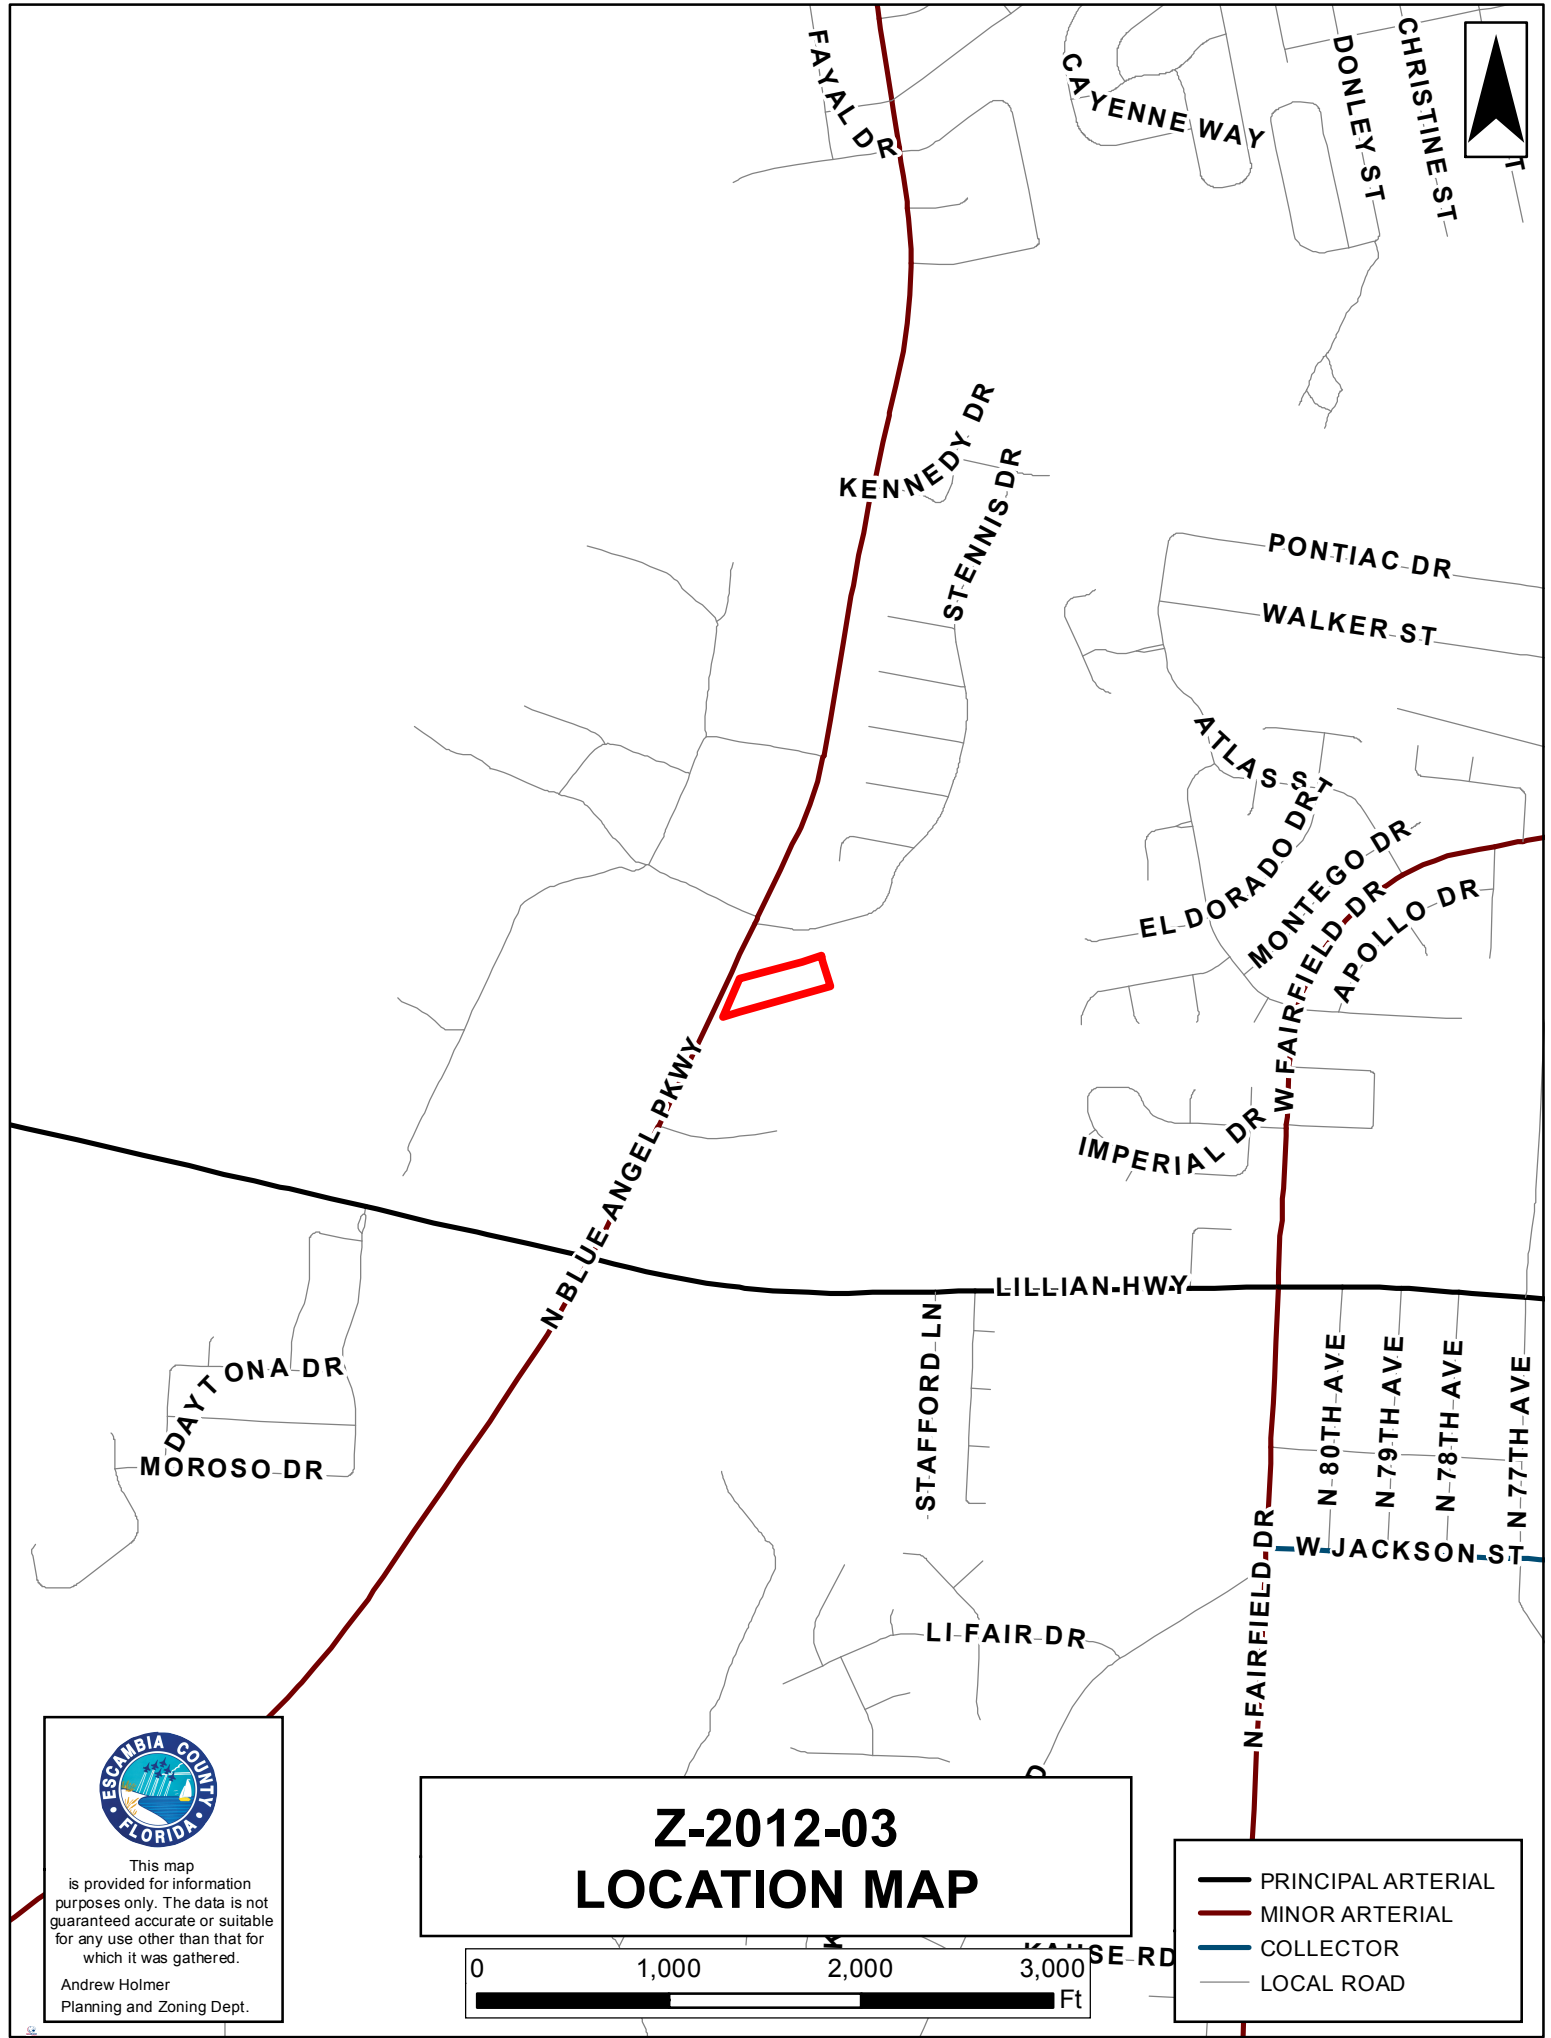 FAYAL DR
CAYENNE WAY
DONLEY ST
CHRISTINE ST
T
KENNEDY DR
STENNIS DR
PONTIAC DR
WALKER ST
ATLAS ST
EL DORADO DR
MONTEGO DR
W FAIRFIELD DR
APOLLO DR
IMPERIAL DR
N BLUE ANGEL PKWY
LILLIAN HWY
STAFFORD LN
N 80TH AVE
N 79TH AVE
N 78TH AVE
N 77TH AVE
DAYTONA DR
MOROSO DR
W JACKSON ST
LI FAIR DR
N FAIRFIELD DR
D
ESCAMBIA COUNTY
FLORIDA
This map
is provided for information
purposes only. The data is not
guaranteed accurate or suitable
for any use other than that for
which it was gathered.
Andrew Holmer
Planning and Zoning Dept.
Z-2012-03
LOCATION MAP
K
KAUSE RD
0 1,000 2,000 3,000
Ft
PRINCIPAL ARTERIAL
MINOR ARTERIAL
COLLECTOR
LOCAL ROAD